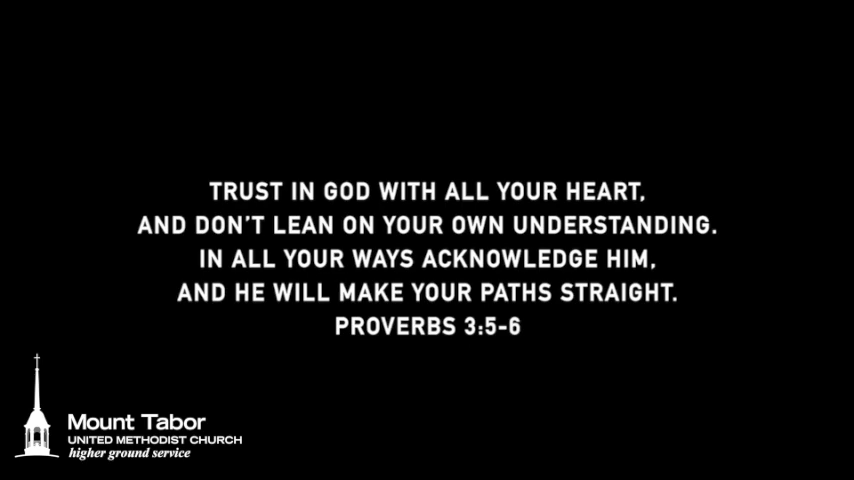 TRUST IN GOD WITH ALL YOUR HEART,
AND DON'T LEAN ON YOUR OWN UNDERSTANDING.
IN ALL YOUR WAYS ACKNOWLEDGE HIM,
AND HE WILL MAKE YOUR PATHS STRAIGHT.
PROVERBS 3:5-6
Mount Tabor
UNITED METHODIST CHURCH
higher ground service